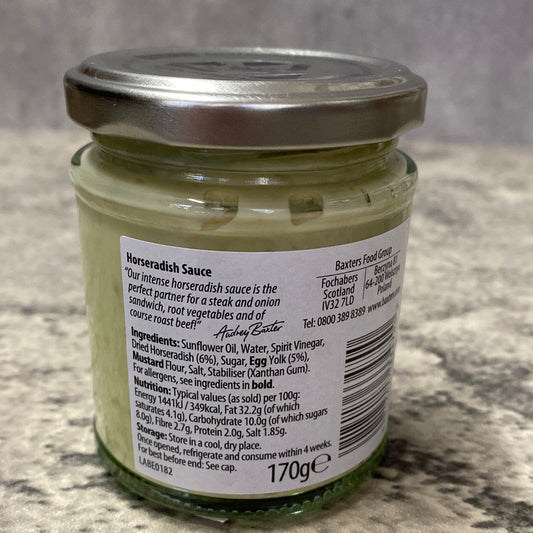 Horseradish Sauce
"Our intense horseradish sauce is the
perfect partner for a steak and onion
sandwich, root vegetables and of
course roast beef!" Audrey Baxter
Ingredients: Sunflower Oil, Water, Spirit Vinegar,
Dried Horseradish (6%), Sugar, Egg Yolk (5%),
Mustard Flour, Salt, Stabiliser (Xanthan Gum).
For allergens, see ingredients in bold.
Nutrition: Typical values (as sold) per 100g:
Energy 1441kJ / 349kcal, Fat 32.2g (of which
saturates 4.1g), Carbohydrate 10.0g (of which sugars
8.0g), Fibre 2.7g, Protein 2.0g, Salt 1.85g.
Storage: Store in a cool, dry place.
Once opened, refrigerate and consume within 4 weeks.
For best before end: See cap.
LABE0182
170g℮
Baxters Food Group
Fochabers
Scotland
IV32 7LD
Berzyna 81
64-200
Poland
Tel: 0800 389 8389